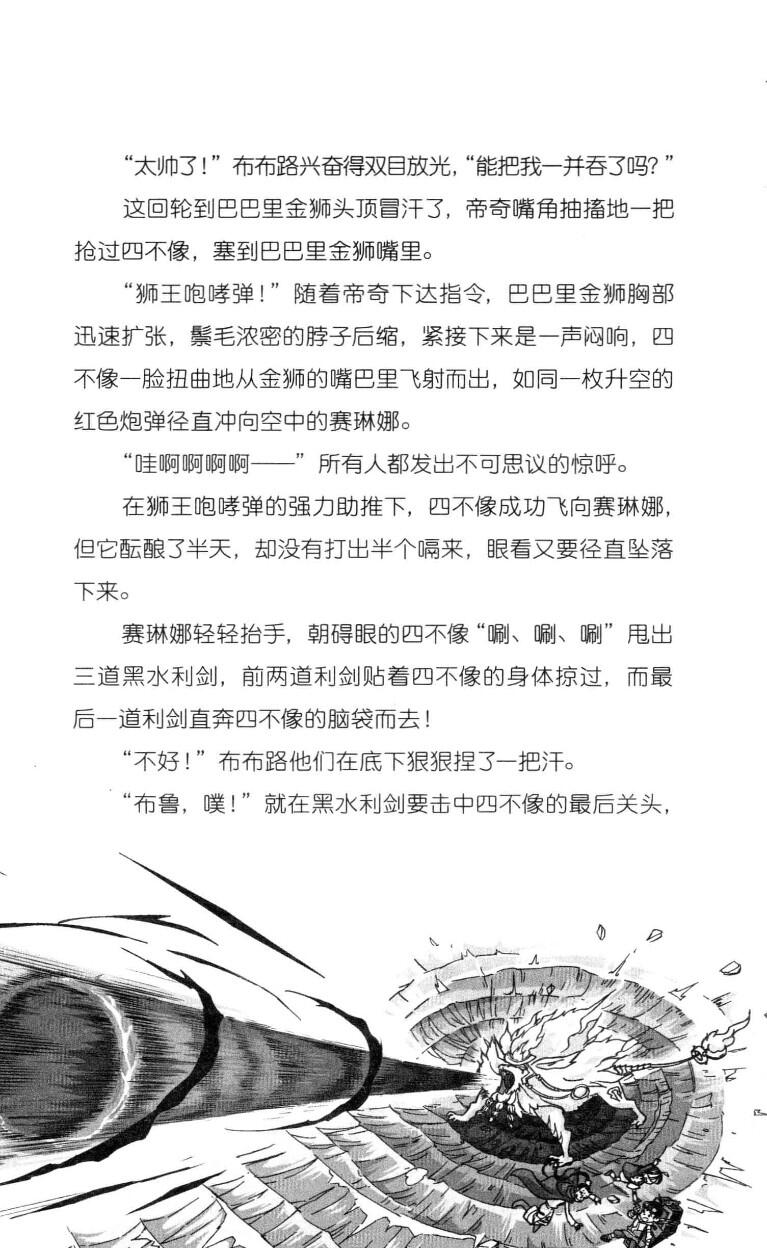 “太帅了!”布布路兴奋得双目放光,“能把我一并吞了吗?”
这回轮到巴巴里金狮头顶冒汗了,帝奇嘴角抽搐地一把
抢过四不像,塞到巴巴里金狮嘴里。
“狮王咆哮弹!”随着帝奇下达指令,巴巴里金狮胸部
迅速扩张,鬃毛浓密的脖子后缩,紧接下来是一声闷响,四
不像一脸扭曲地从金狮的嘴巴里飞射而出,如同一枚升空的
红色炮弹径直冲向空中的赛琳娜。
“哇啊啊啊啊——”所有人都发出不可思议的惊呼。
在狮王咆哮弹的强力助推下,四不像成功飞向赛琳娜,
但它酝酿了半天,却没有打出半个嗝来,眼看又要径直坠落
下来。
赛琳娜轻轻抬手,朝碍眼的四不像“唰、唰、唰”甩出
三道黑水利剑,前两道利剑贴着四不像的身体掠过,而最
后一道利剑直奔四不像的脑袋而去!
“不好!”布布路他们在底下狠狠捏了一把汗。
“布鲁,噗!”就在黑水利剑要击中四不像的最后关头,